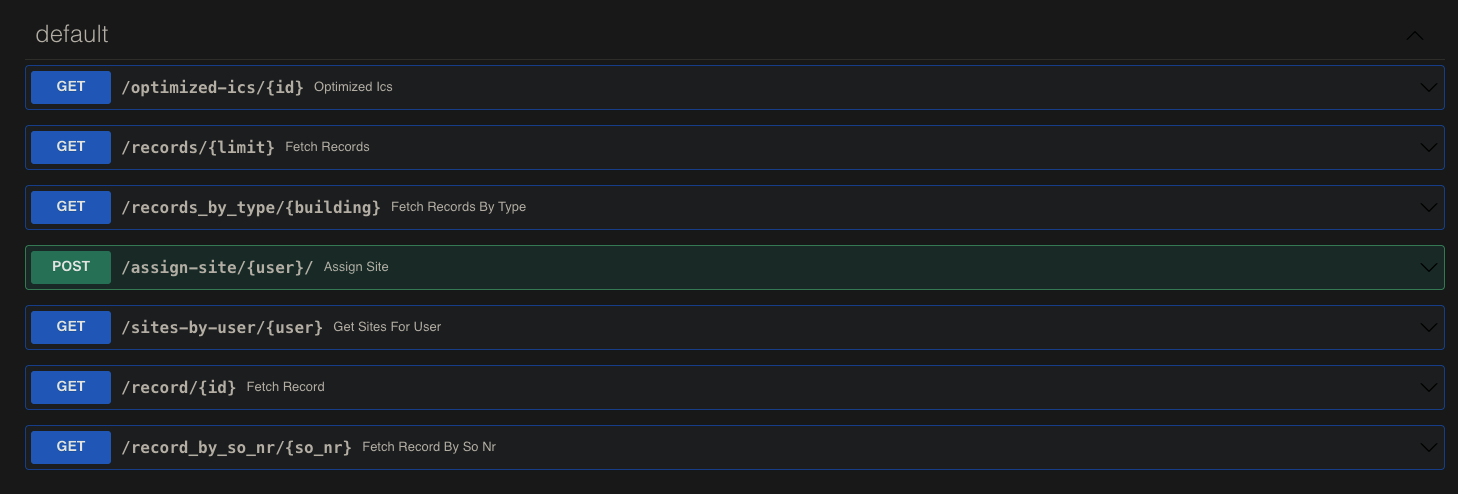 default
GET /optimized-ics/{id} Optimized Ics
GET /records/{limit} Fetch Records
GET /records_by_type/{building} Fetch Records By Type
POST /assign-site/{user}/ Assign Site
GET /sites-by-user/{user} Get Sites For User
GET /record/{id} Fetch Record
GET /record_by_so_nr/{so_nr} Fetch Record By So Nr